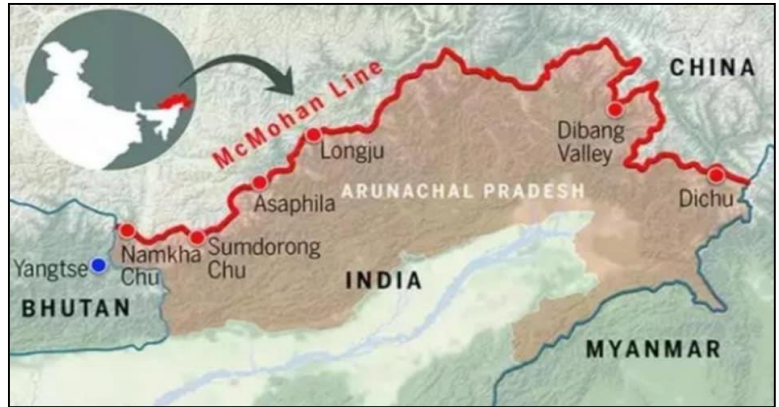 McMohan Line
CHINA
Longju
Dibang
Valley
Asaphila
ARUNACHAL PRADESH
Dichu
Namkha
Chu
Sumdorong
Chu
Yangtse
INDIA
BHUTAN
MYANMAR